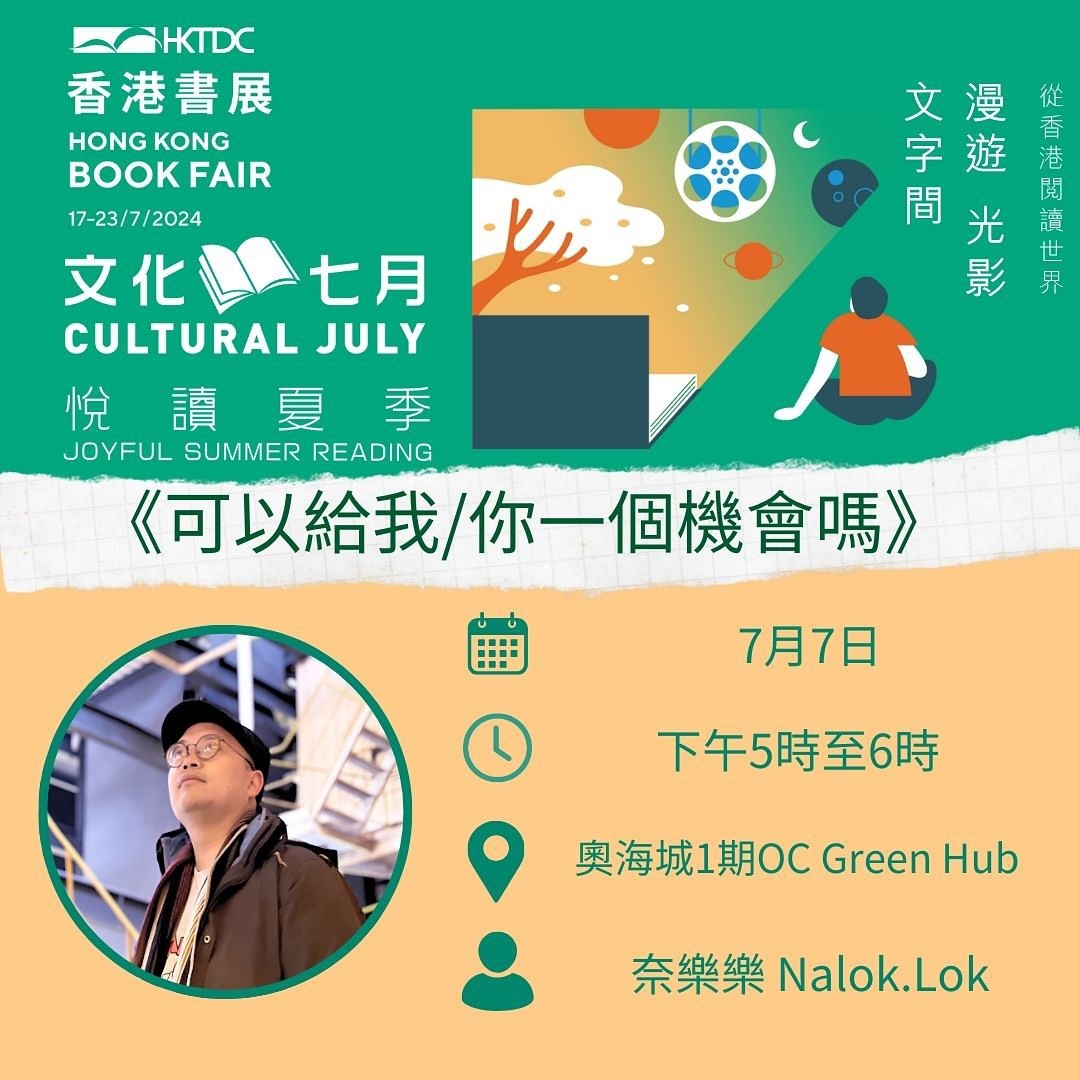 HKTDC
香港書展
HONG KONG
BOOK FAIR
17-23/7/2024
文化七月
CULTURAL JULY
悅讀夏季
JOYFUL SUMMER READING
從香港閱讀世界
漫遊 光影
文字間
《可以給我/你一個機會嗎》
7月7日
下午5時至6時
奧海城1期OC Green Hub
奈樂樂 Nalok.Lok